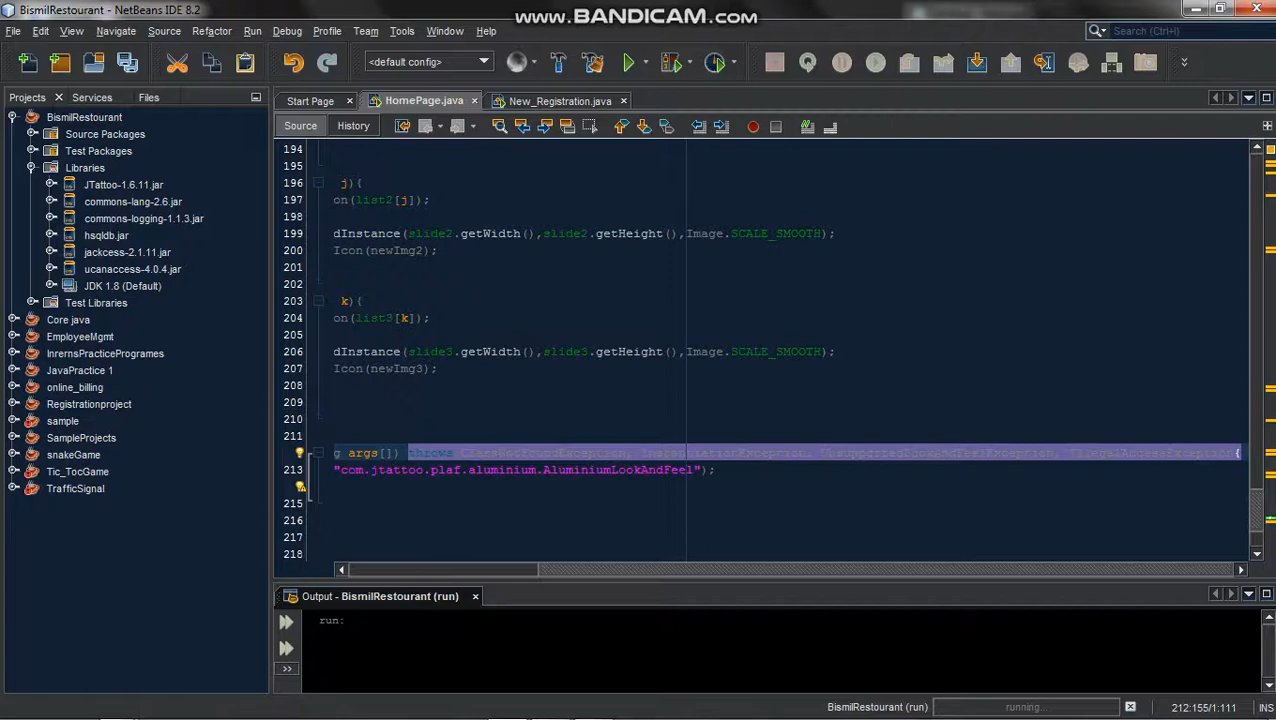 BismilRestourant - NetBeans IDE 8.2
www.BANDICAM.com
File Edit View Navigate Source Refactor Run Debug Profile Team Tools Window Help
Search (Ctrl+I)
<default config>
Projects Services Files
Start Page HomePage.java New_Registration.java
Source History
BismilRestourant
Source Packages
Test Packages
Libraries
JTattoo-1.6.11.jar
commons-lang-2.6.jar
commons-logging-1.1.3.jar
hsqldb.jar
jackcess-2.1.11.jar
ucanaccess-4.0.4.jar
JDK 1.8 (Default)
Test Libraries
Core java
EmployeeMgmt
InrernsPracticeProgrames
JavaPractice 1
online_billing
Registrationproject
sample
SampleProjects
snakeGame
Tic_TocGame
TrafficSignal
194
195
196 j){
197 on(list2[j]);
198
199 dInstance(slide2.getWidth(),slide2.getHeight(),Image.SCALE_SMOOTH);
200 Icon(newImg2);
201
202
203 k){
204 on(list3[k]);
205
206 dInstance(slide3.getWidth(),slide3.getHeight(),Image.SCALE_SMOOTH);
207 Icon(newImg3);
208
209
210
211
g args[]) throws ClassNotFoundException, InstantiationException, UnsupportedLookAndFeelException, IllegalAccessException{
213 "com.jtattoo.plaf.aluminium.AluminiumLookAndFeel");
215
216
217
218
Output - BismilRestourant (run)
run:
BismilRestourant (run) running... 212:155/1:111 INS